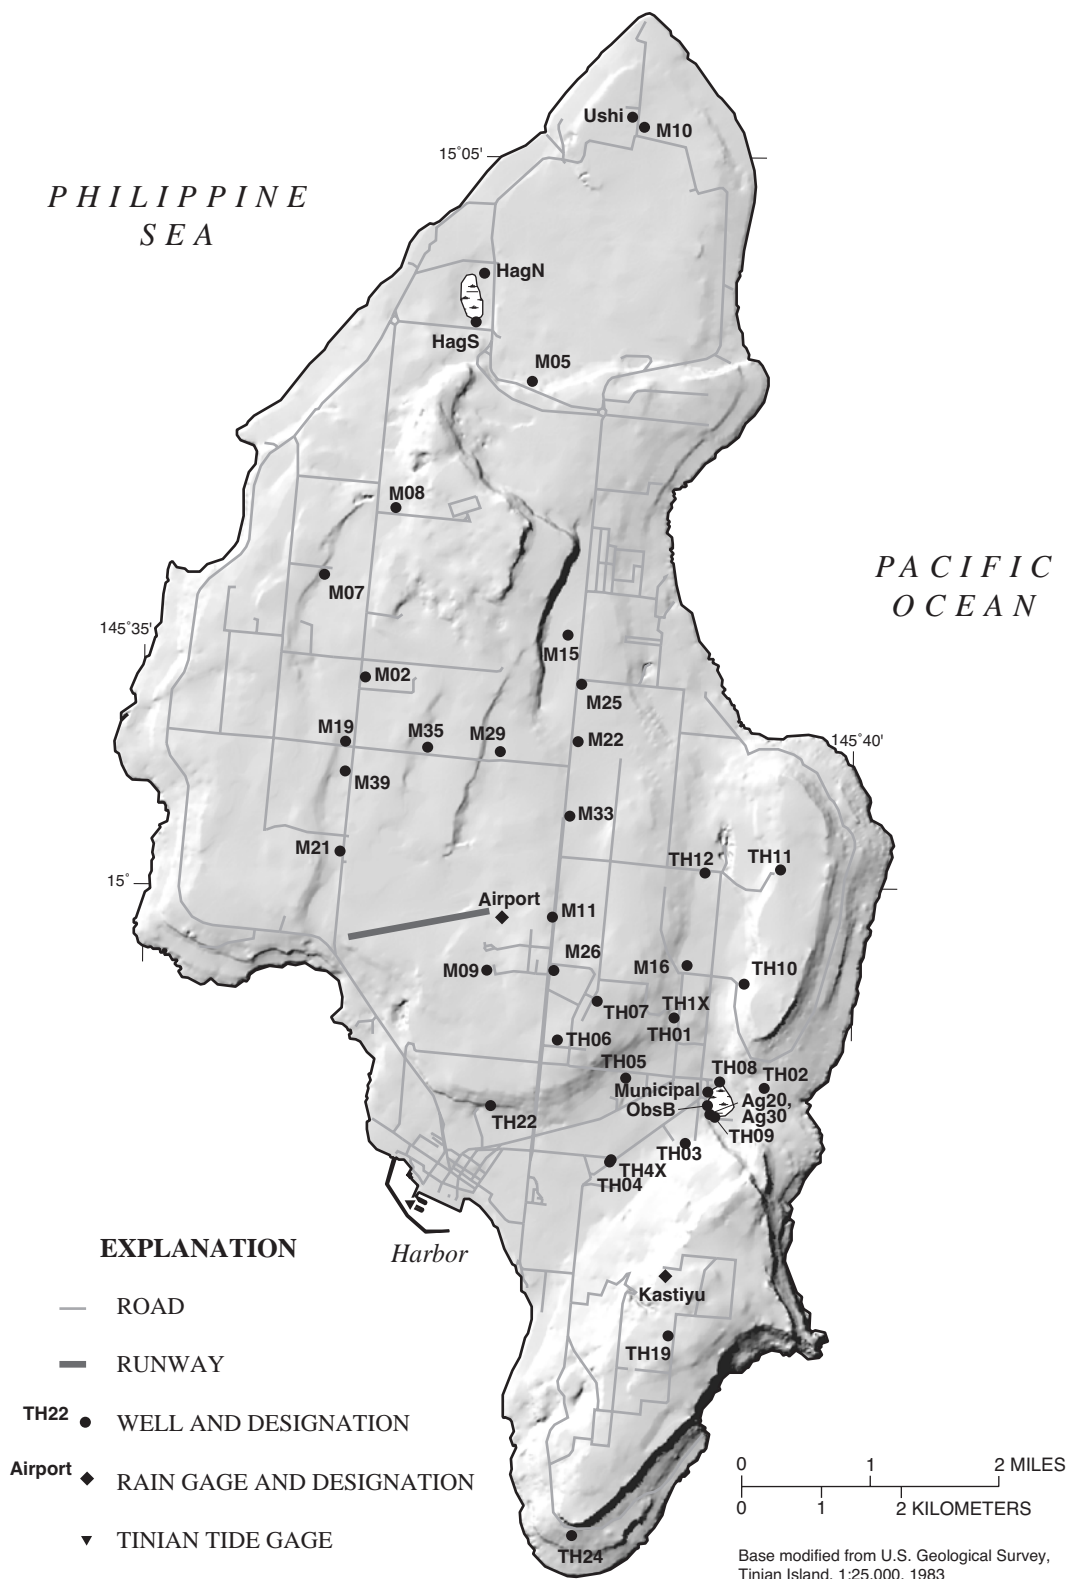 Ushi
M10
15°05'
PHILIPPINE
SEA
HagN
HagS
M05
M08
PACIFIC
OCEAN
M07
145°35'
M15
M02
M25
M19
M35
M29
M22
145°40'
M39
M33
M21
TH12
TH11
15°
Airport
M11
M09
M26
M16
TH10
TH07
TH1X
TH01
TH06
TH05
TH08
TH02
Municipal
ObsB
Ag20,
Ag30
TH22
TH09
TH03
TH4X
TH04
Harbor
Kastiyu
TH19
TH24
EXPLANATION
ROAD
RUNWAY
TH22 WELL AND DESIGNATION
Airport RAIN GAGE AND DESIGNATION
TINIAN TIDE GAGE
0 1 2 MILES
0 1 2 KILOMETERS
Base modified from U.S. Geological Survey,
Tinian Island, 1:25,000, 1983